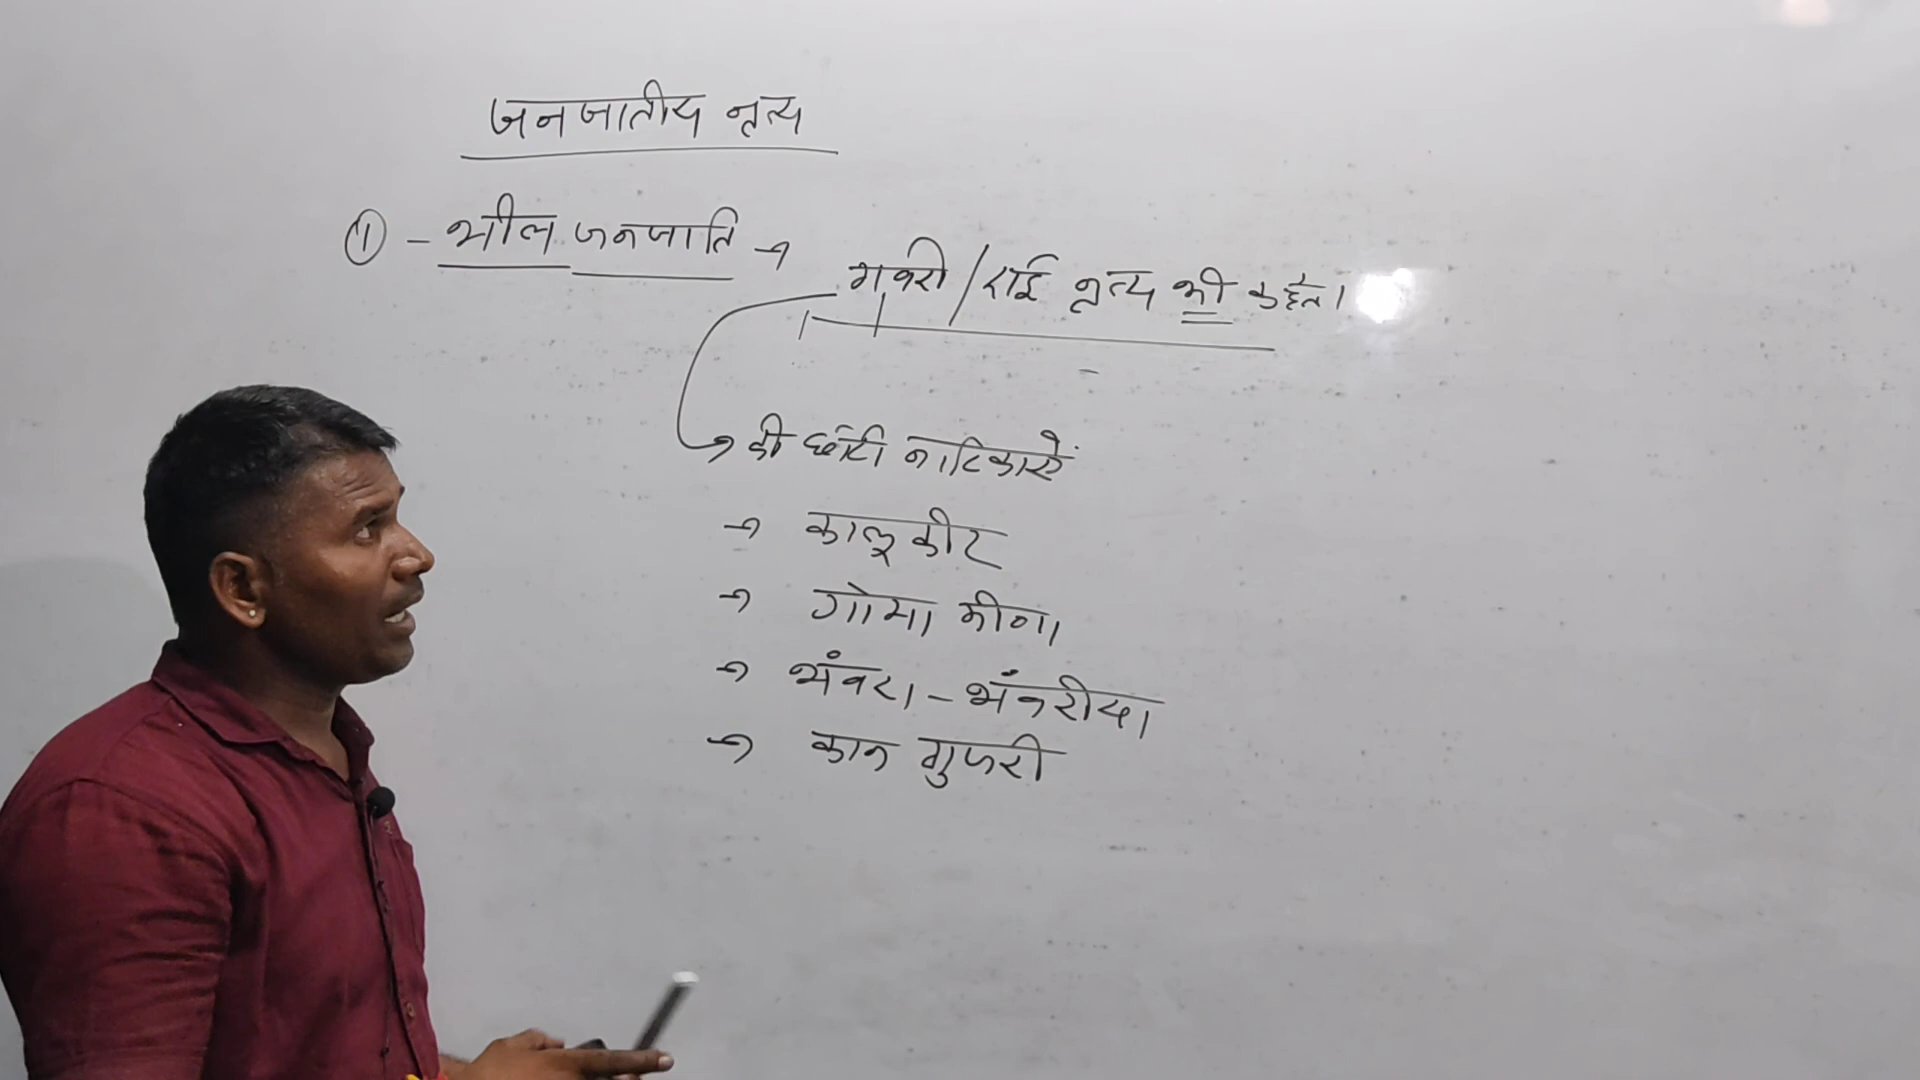 जनजातीय नृत्य
① - भील जनजाति →
गवरी / राई नृत्य भी कहते।
→ की छोटी नाटिकाएं
→ कालू कीर
→ गोमा मीणा
→ भंवरा - भंवरीया
→ कान गुजरी